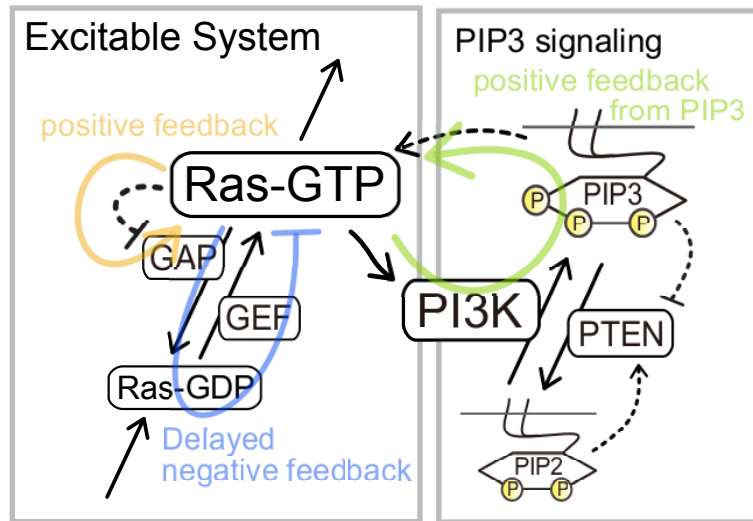 Excitable System
positive feedback
Ras-GTP
GAP
GEF
Ras-GDP
Delayed
negative feedback
PIP3 signaling
positive feedback
from PIP3
PIP3
P
P
P
PI3K
PTEN
PIP2
P
P